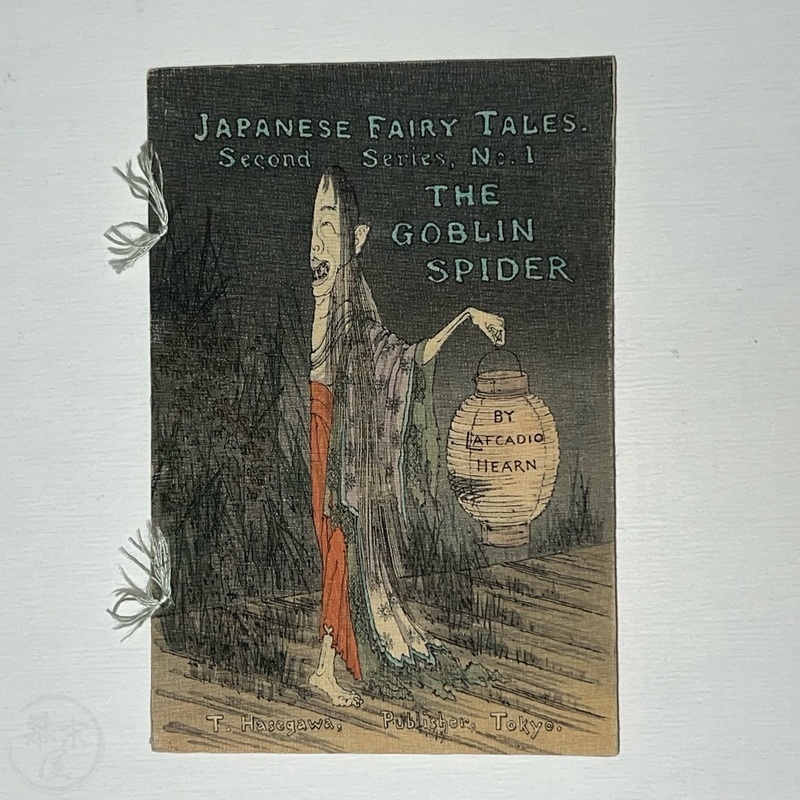 JAPANESE FAIRY TALES.
Second Series, No. 1
THE
GOBLIN
SPIDER
BY
LAFCADIO
HEARN
T. Hasegawa, Publisher, Tokyo.